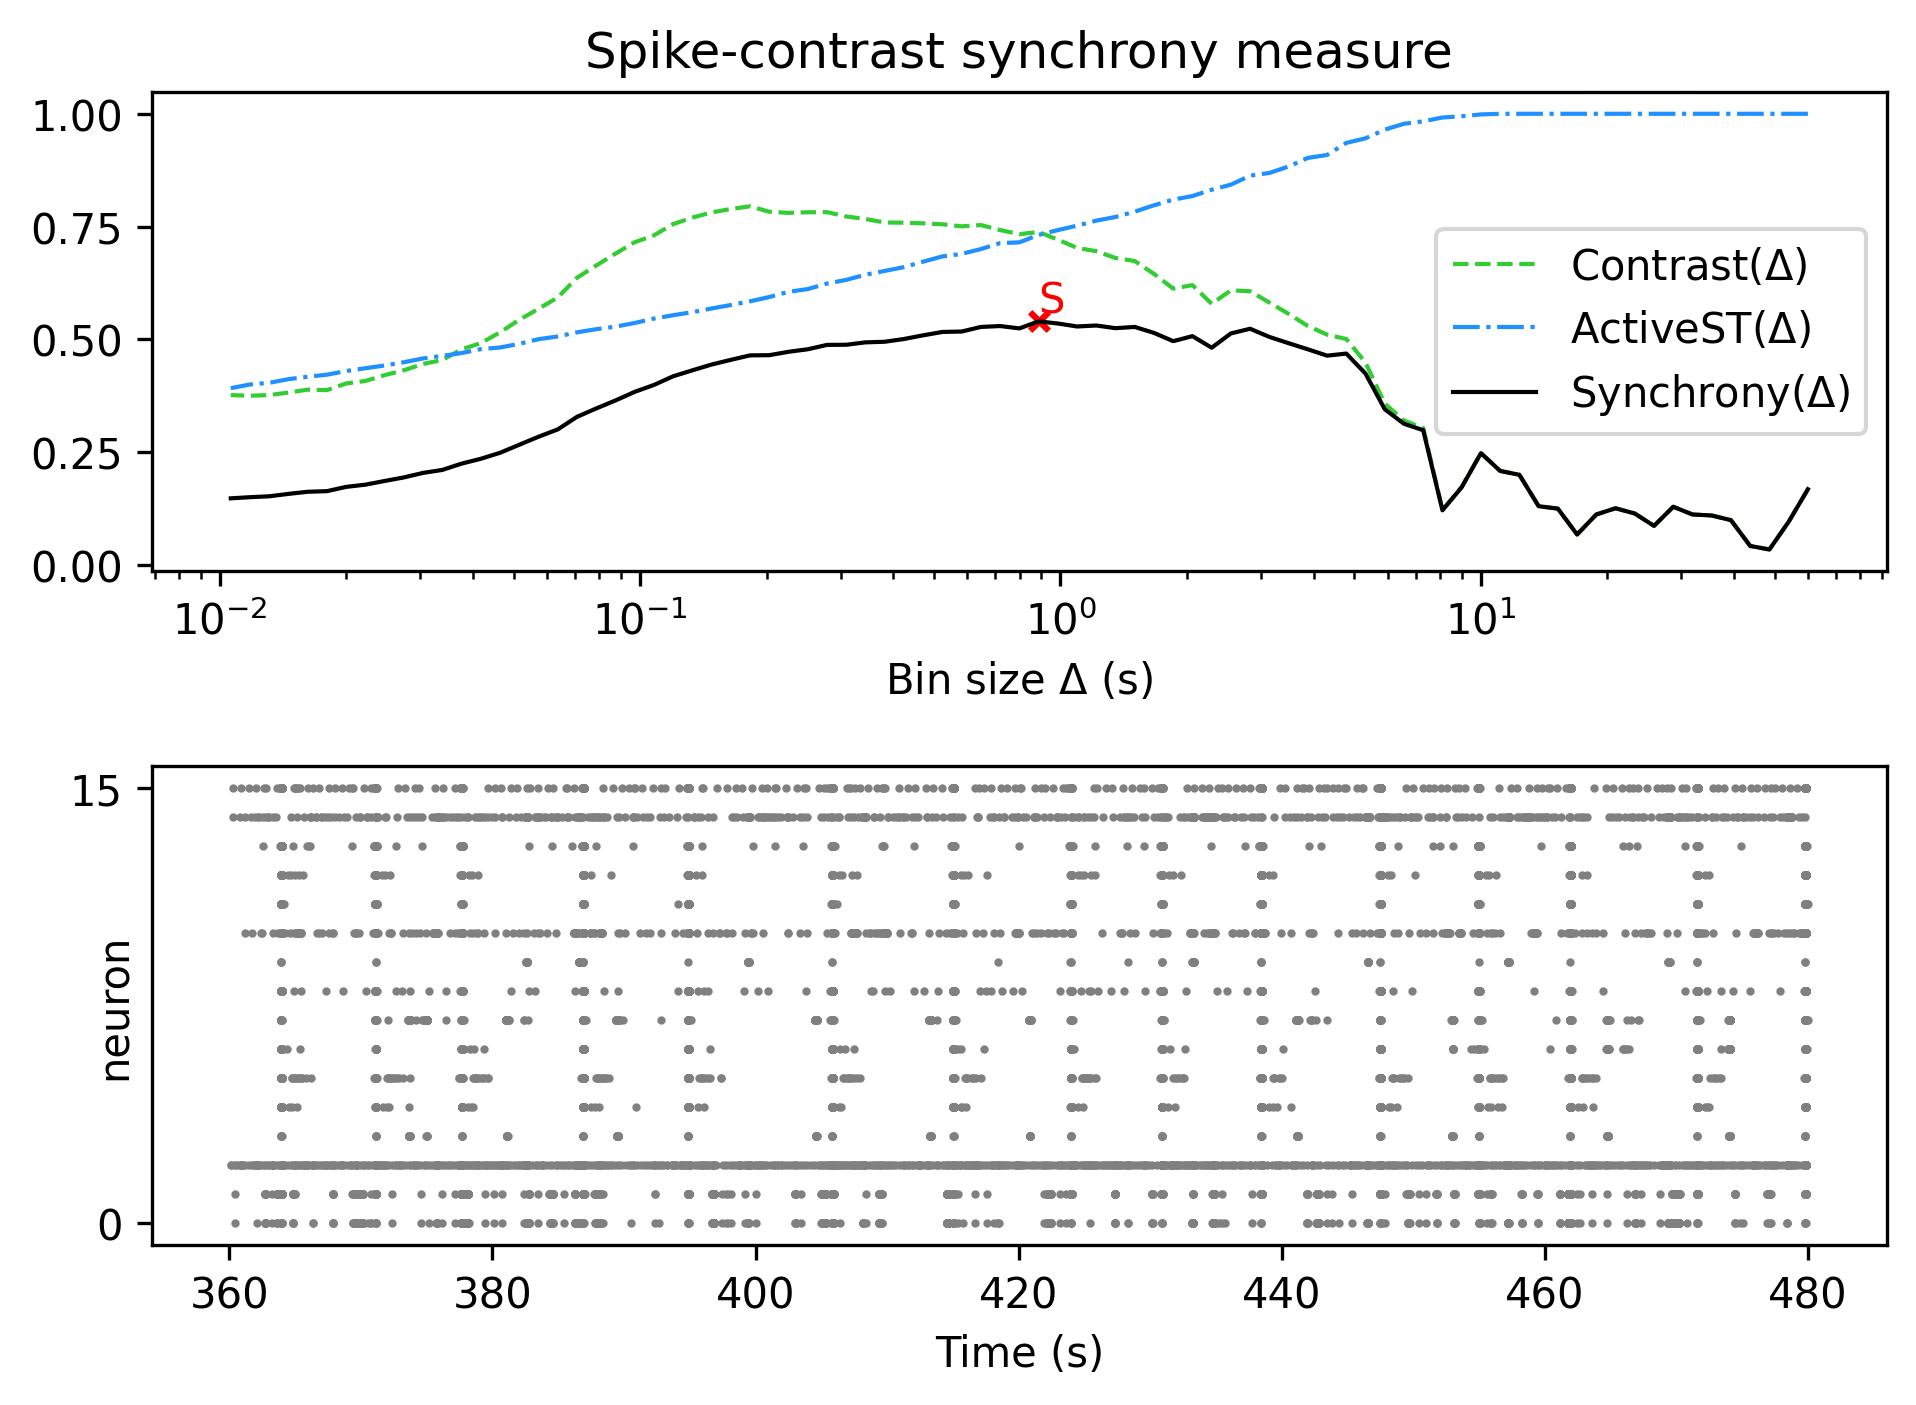 Spike-contrast synchrony measure
1.00
0.75
0.50
0.25
0.00
S
Contrast(Δ)
ActiveST(Δ)
Synchrony(Δ)
10⁻² 10⁻¹ 10⁰ 10¹
Bin size Δ (s)
15
neuron
0
360 380 400 420 440 460 480
Time (s)